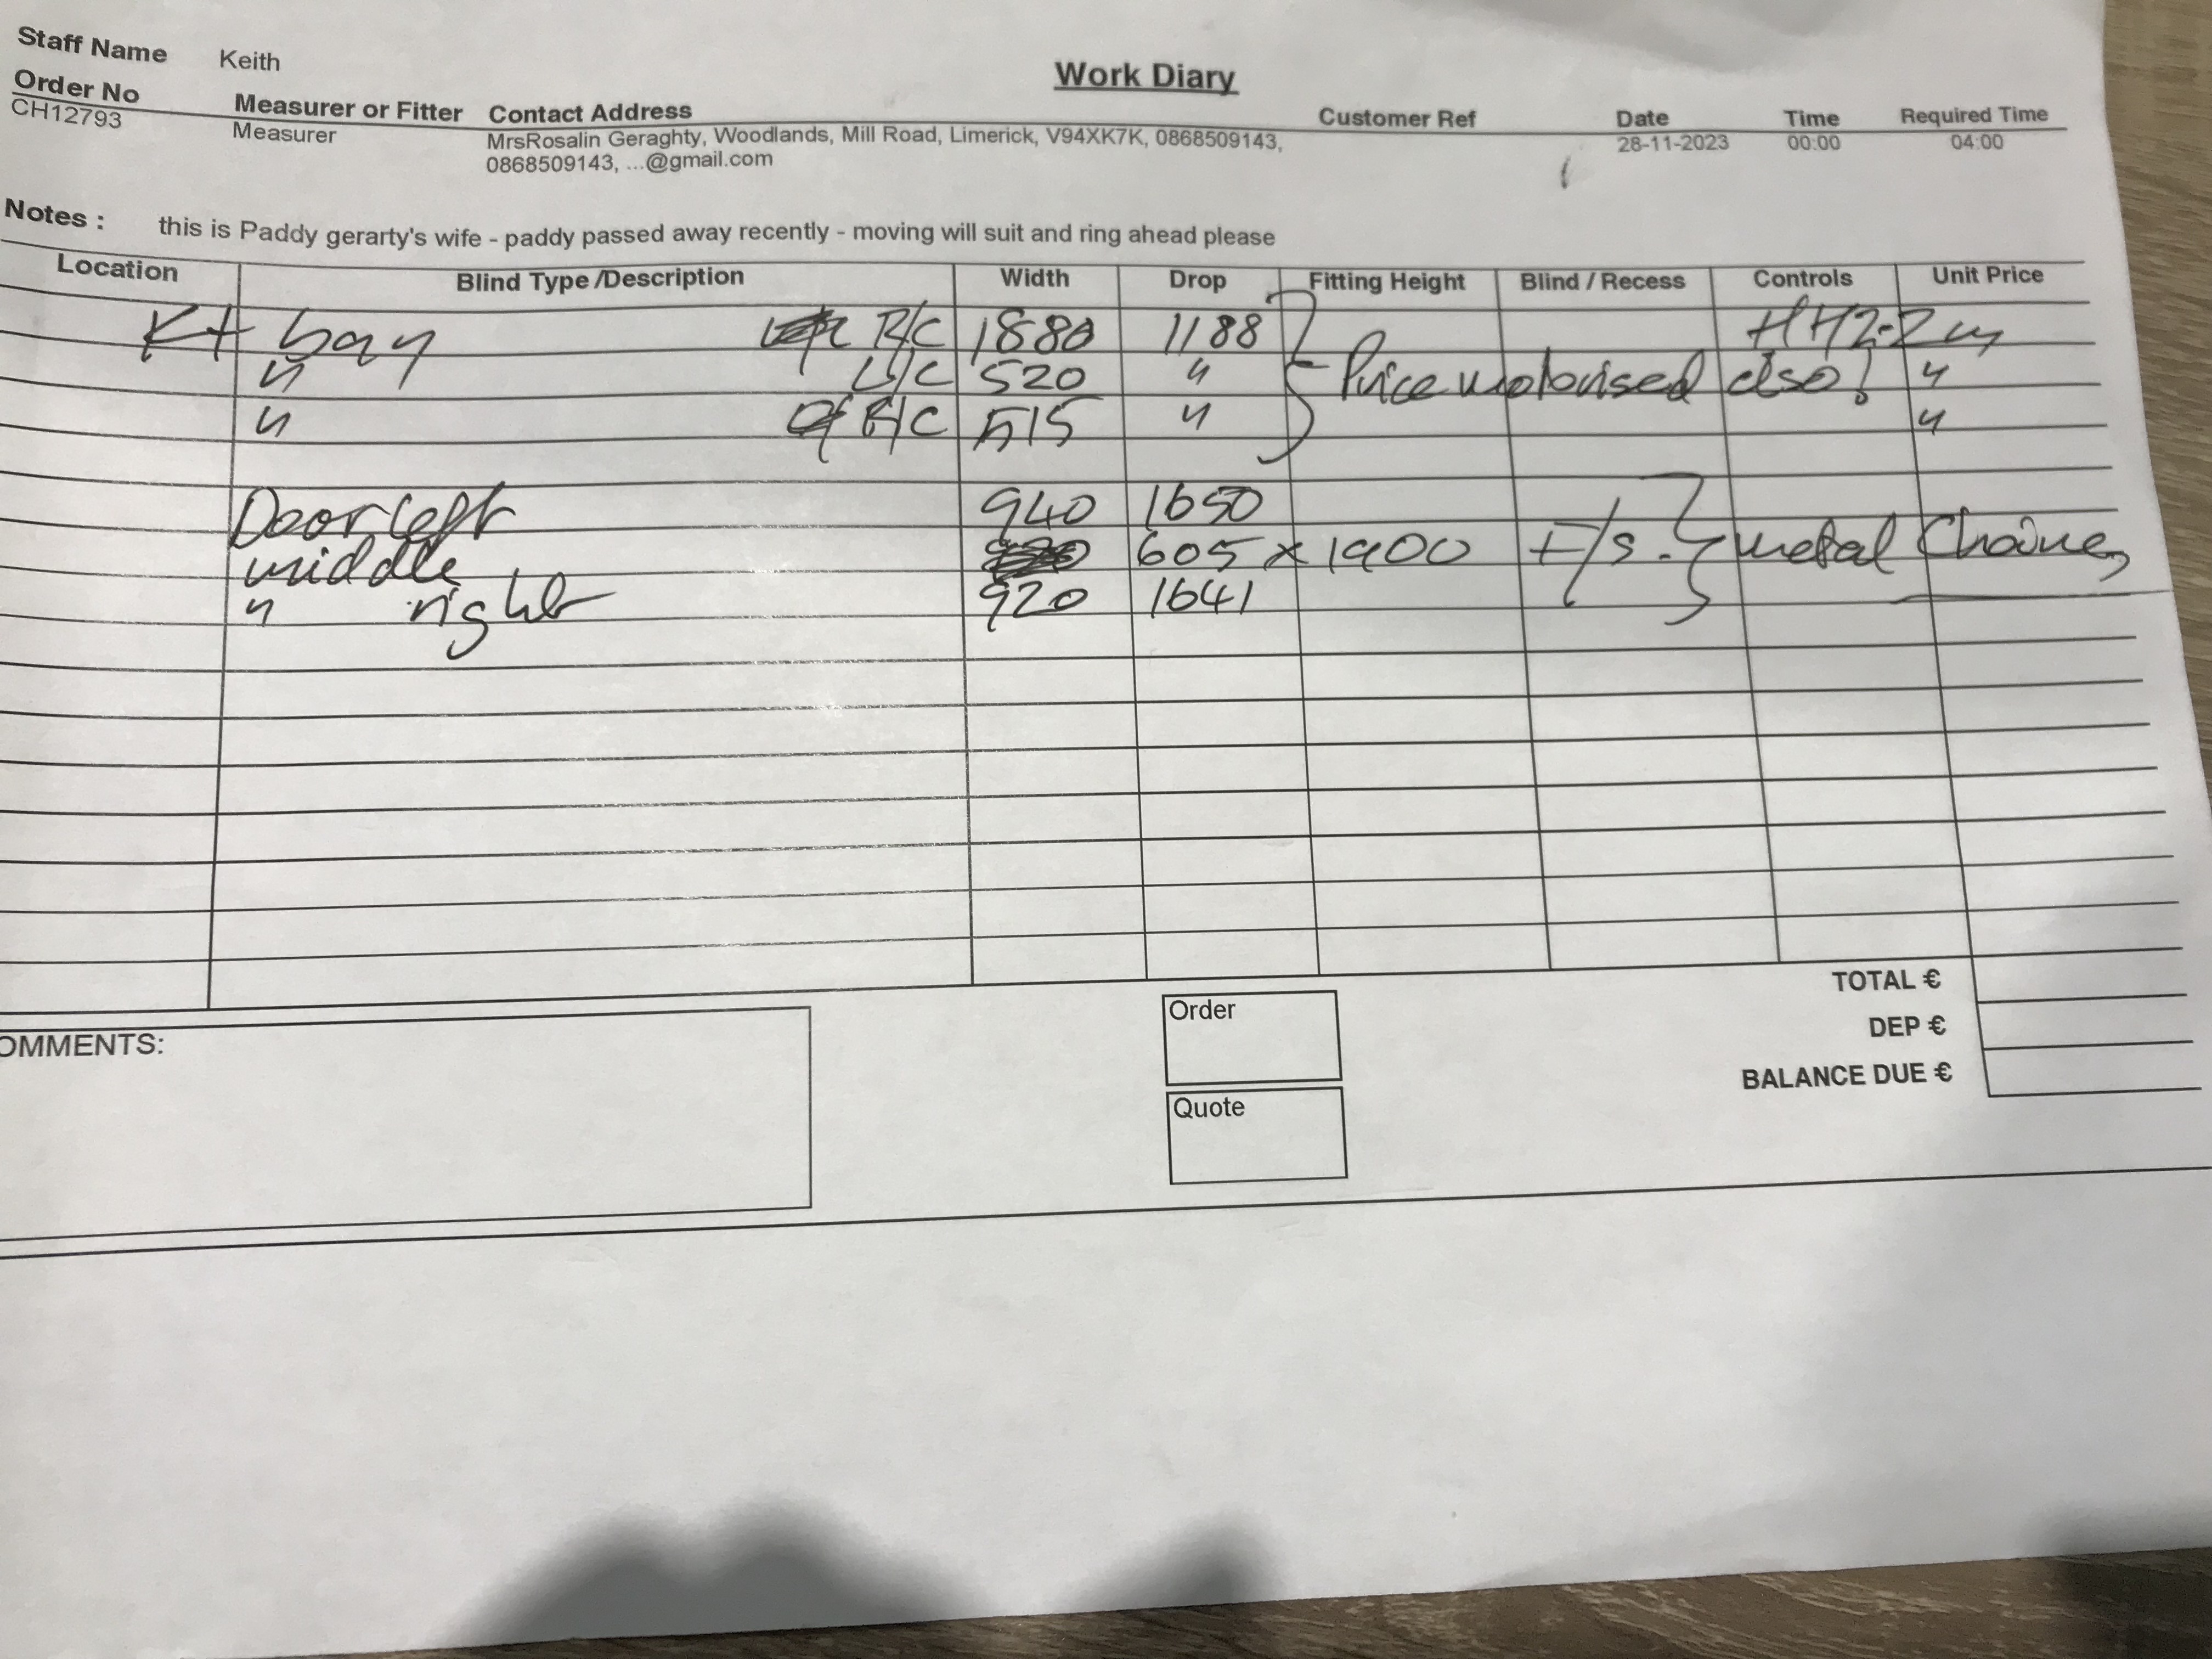 Work Diary
Staff Name Keith
Order No Measurer or Fitter Contact Address Customer Ref Date Time Required Time
CH12793 Measurer MrsRosalin Geraghty, Woodlands, Mill Road, Limerick, V94XK7K, 0868509143, 28-11-2023 00:00 04:00
0868509143, ...@gmail.com
Notes : this is Paddy gerarty's wife - paddy passed away recently - moving will suit and ring ahead please
Location Blind Type /Description Width Drop Fitting Height Blind / Recess Controls Unit Price
Kt bay R/C 1880 1188
" L/C 520 " Price motorised also! "
" R/C 515 " "
Door left 940 1650
middle 605 x 1900 F/s. metal Chains
" right 920 1641
TOTAL €
Order
DEP €
OMMENTS:
BALANCE DUE €
Quote